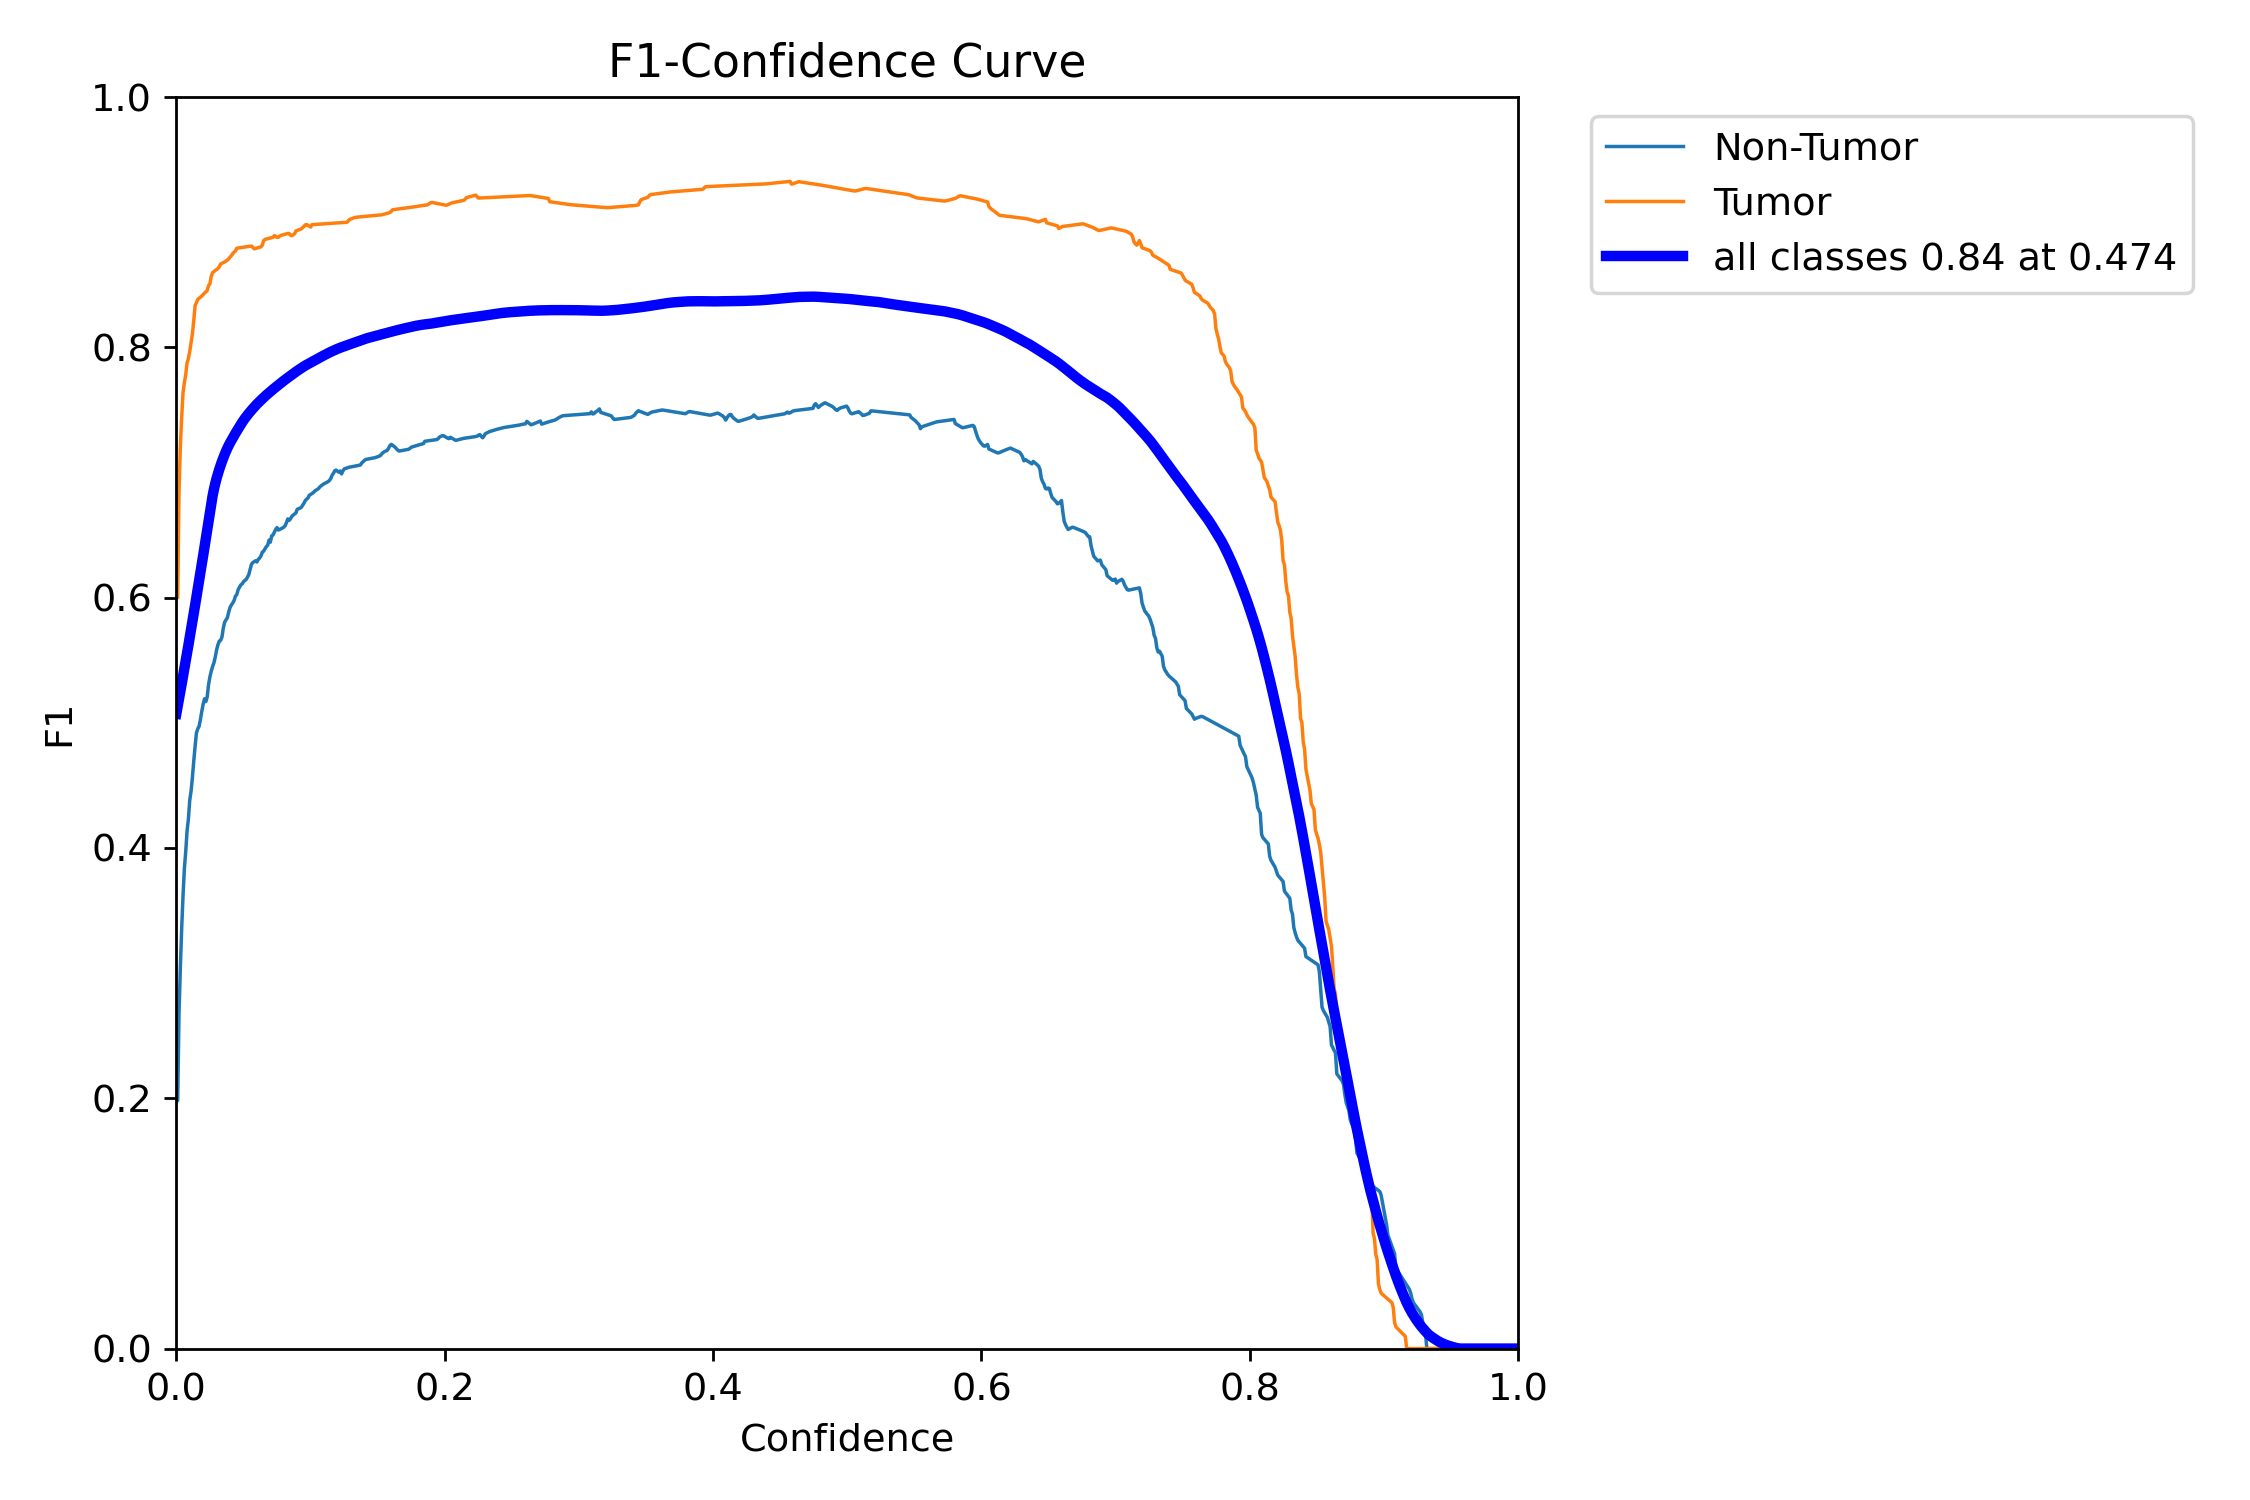 F1-Confidence Curve
1.0
0.8
0.6
0.4
0.2
0.0
F1
0.0 0.2 0.4 0.6 0.8 1.0
Confidence
Non-Tumor
Tumor
all classes 0.84 at 0.474